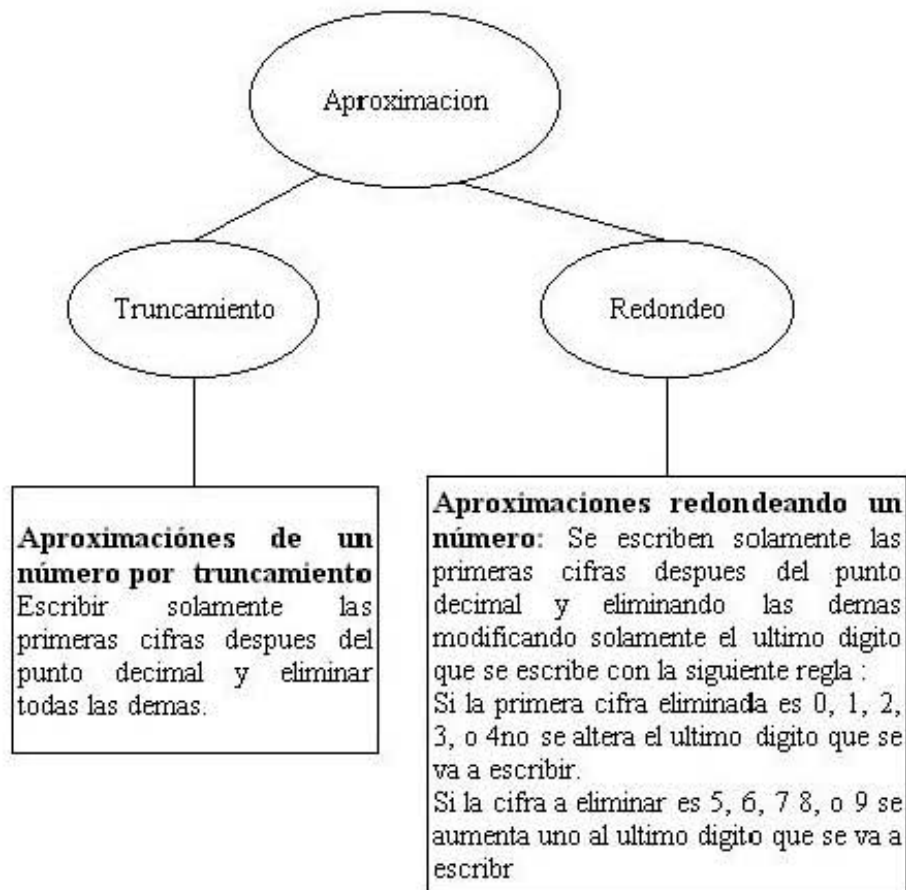 Aproximacion
Truncamiento
Redondeo
Aproximaciónes de un
número por truncamiento
Escribir solamente las
primeras cifras despues del
punto decimal y eliminar
todas las demas.
Aproximaciones redondeando un
número: Se escriben solamente las
primeras cifras despues del punto
decimal y eliminando las demas
modificando solamente el ultimo digito
que se escribe con la siguiente regla :
Si la primera cifra eliminada es 0, 1, 2,
3, o 4no se altera el ultimo digito que se
va a escribir.
Si la cifra a eliminar es 5, 6, 7 8, o 9 se
aumenta uno al ultimo digito que se va a
escribr